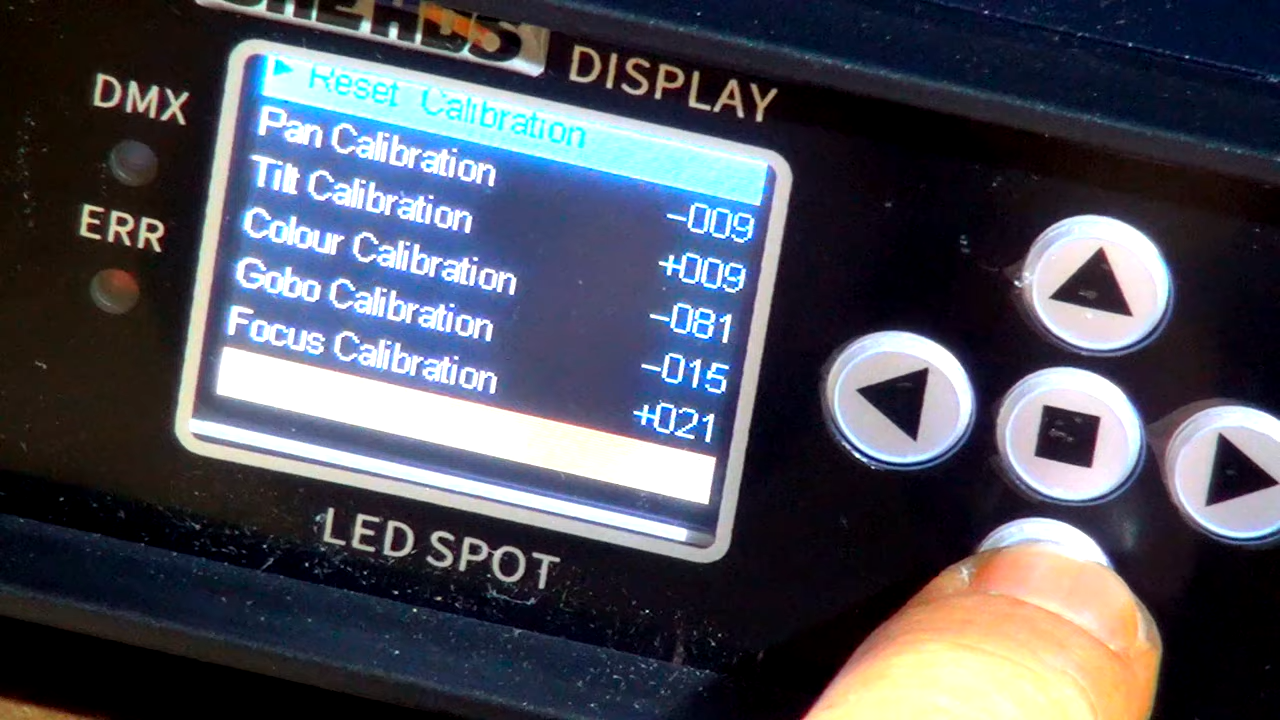 SHEHDS
DISPLAY
DMX
ERR
Reset Calibration
Pan Calibration -009
Tilt Calibration +009
Colour Calibration -081
Gobo Calibration -015
Focus Calibration +021
LED SPOT